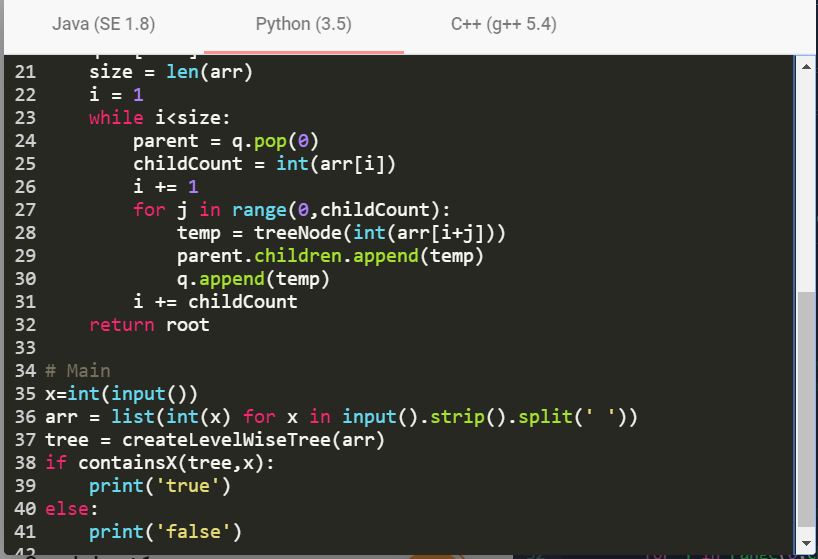 Java (SE 1.8) Python (3.5) C++ (g++ 5.4)
21 size = len(arr)
22 i = 1
23 while i<size:
24 parent = q.pop(0)
25 childCount = int(arr[i])
26 i += 1
27 for j in range(0,childCount):
28 temp = treeNode(int(arr[i+j]))
29 parent.children.append(temp)
30 q.append(temp)
31 i += childCount
32 return root
33
34 # Main
35 x=int(input())
36 arr = list(int(x) for x in input().strip().split(' '))
37 tree = createLevelWiseTree(arr)
38 if containsX(tree,x):
39 print('true')
40 else:
41 print('false')